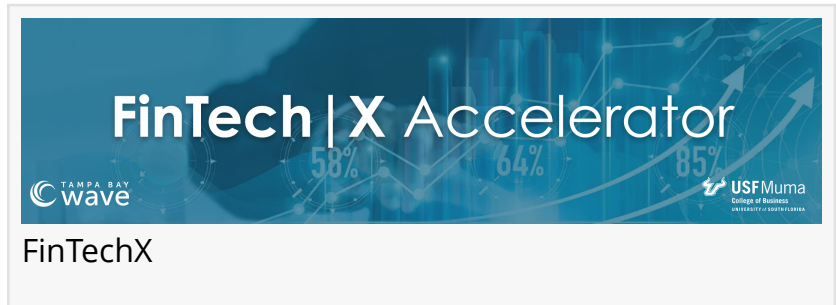 FinTech|X Accelerator
58%
64%
85%
TAMPA BAY
wave
USF Muma
College of Business
UNIVERSITY of SOUTH FLORIDA
FinTechX